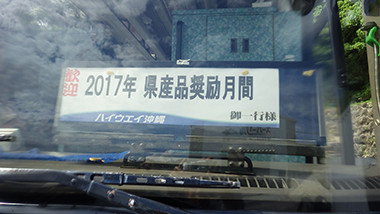 歓迎
2017年 県産品奨励月間
御一行様
ハイウエイ沖縄